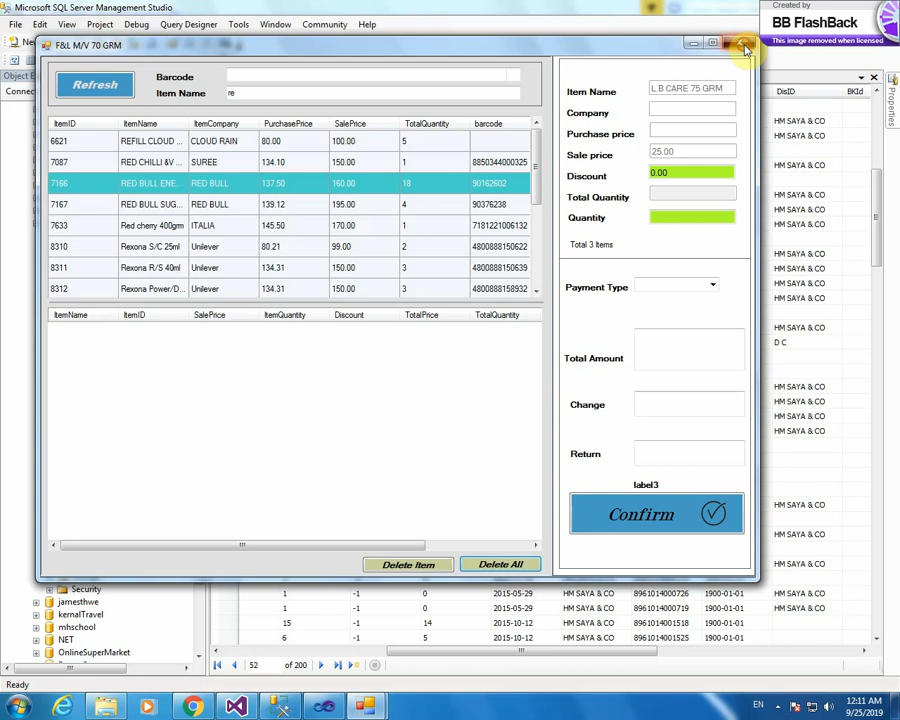 Microsoft SQL Server Management Studio
File Edit View Project Debug Query Designer Tools Window Community Help
Created by
BB FlashBack
This image removed when licensed
F&L M/V 70 GRM
Refresh
Barcode
Item Name re
ItemID ItemName ItemCompany PurchasePrice SalePrice TotalQuantity barcode
6621 REFILL CLOUD ... CLOUD RAIN 80.00 100.00 5
7087 RED CHILLI &V ... SUREE 134.10 150.00 1 8850344000325
7166 RED BULL ENE... RED BULL 137.50 160.00 18 90162602
7167 RED BULL SUG... RED BULL 139.12 195.00 4 90376238
7633 Red cherry 400grm ITALIA 145.50 170.00 1 7181221006132
8310 Rexona S/C 25ml Unilever 80.21 99.00 2 4800888150622
8311 Rexona R/S 40ml Unilever 134.31 150.00 3 4800888150639
8312 Rexona Power/D... Unilever 134.31 150.00 3 4800888158932
ItemName ItemID SalePrice ItemQuantity Discount TotalPrice TotalQuantity
Delete Item Delete All
Item Name L.B CARE 75 GRM
Company
Purchase price
Sale price 25.00
Discount 0.00
Total Quantity
Quantity
Total 3 Items
Payment Type
Total Amount
Change
Return
label3
Confirm
DisID BKId
HM SAYA & CO
HM SAYA & CO
HM SAYA & CO
HM SAYA & CO
HM SAYA & CO
HM SAYA & CO
HM SAYA & CO
HM SAYA & CO
HM SAYA & CO
HM SAYA & CO
HM SAYA & CO
D C
HM SAYA & CO
HM SAYA & CO
HM SAYA & CO
HM SAYA & CO
HM SAYA & CO
HM SAYA & CO
HM SAYA & CO
HM SAYA & CO
Properties
Security
jamesthwe
kernalTravel
mhschool
NET
OnlineSuperMarket
1 -1 0 2015-05-29 HM SAYA & CO 8961014000726 1900-01-01
1 -1 0 2015-05-29 HM SAYA & CO 8961014000719 1900-01-01
15 -1 14 2015-10-12 HM SAYA & CO 8961014001518 1900-01-01
6 -1 5 2015-10-12 HM SAYA & CO 8961014001525 1900-01-01
52 of 200
Ready
EN
12:11 AM
9/25/2019